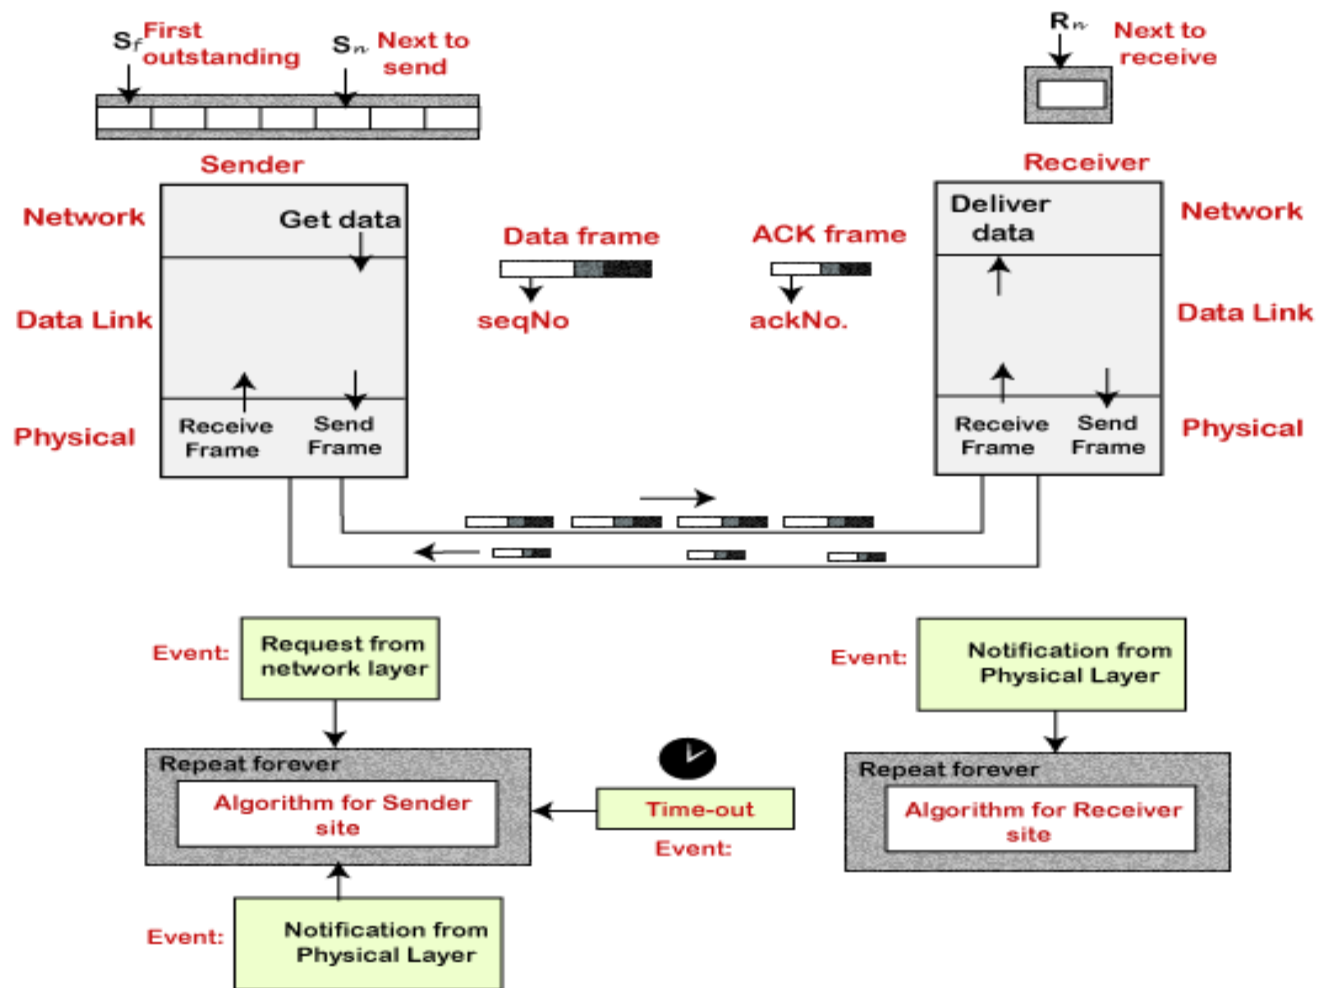 S_f First
outstanding
S_n Next to
send
R_n
Next to
receive
Sender
Receiver
Network
Get data
Data frame
ACK frame
Deliver
data
Network
Data Link
seqNo
ackNo.
Data Link
Physical
Receive
Frame
Send
Frame
Receive
Frame
Send
Frame
Physical
Event:
Request from
network layer
Event:
Notification from
Physical Layer
Repeat forever
Algorithm for Sender
site
Time-out
Event:
Repeat forever
Algorithm for Receiver
site
Event:
Notification from
Physical Layer